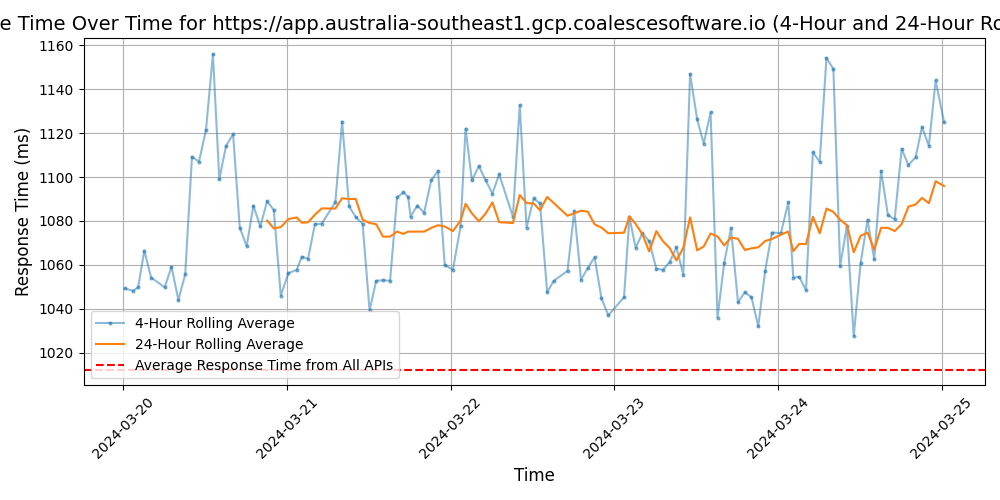 e Time Over Time for https://app.australia-southeast1.gcp.coalescesoftware.io (4-Hour and 24-Hour Ro
1160
1140
1120
1100
1080
1060
1040
1020
Response Time (ms)
4-Hour Rolling Average
24-Hour Rolling Average
Average Response Time from All APIs
2024-03-20
2024-03-21
2024-03-22
2024-03-23
2024-03-24
2024-03-25
Time